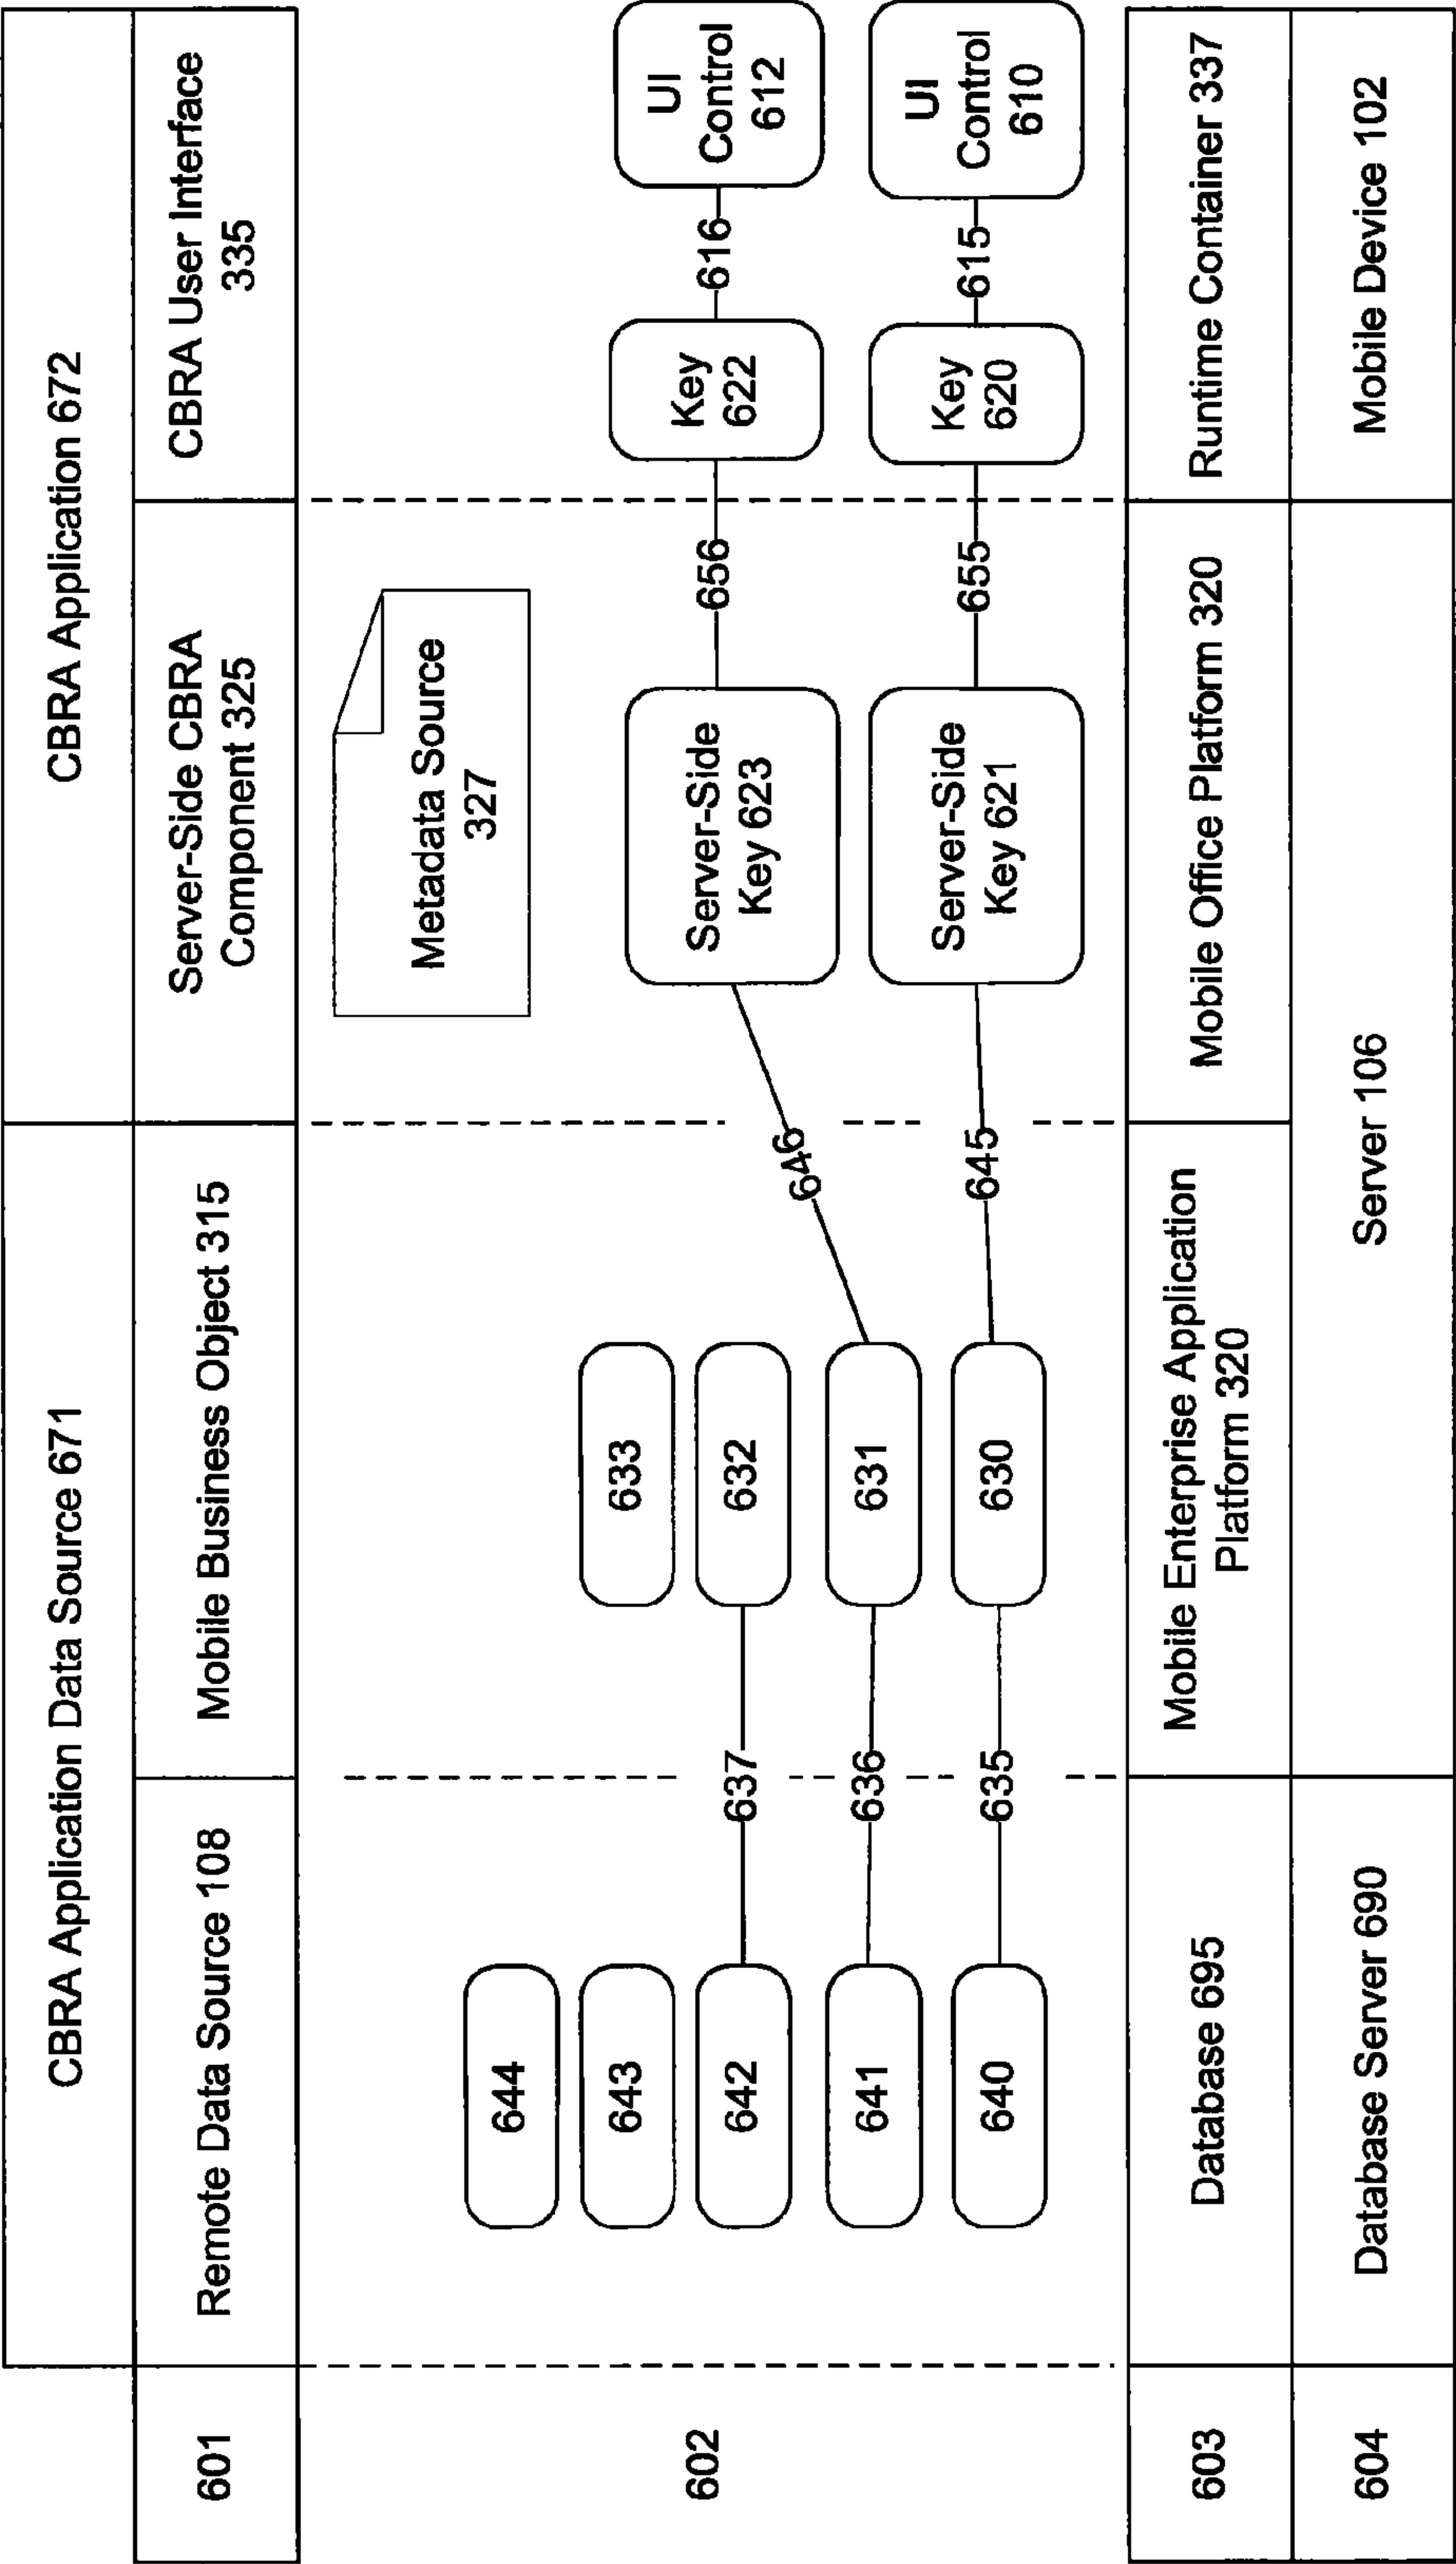 CBRA Application Data Source 671
CBRA Application 672
601
Remote Data Source 108
Mobile Business Object 315
Server-Side CBRA
Component 325
CBRA User Interface
335
Metadata Source
327
644
643
633
602
642
637
632
646
Server-Side
Key 623
656
Key
622
616
UI
Control
612
641
636
631
640
635
630
645
Server-Side
Key 621
655
Key
620
615
UI
Control
610
603
Database 695
Mobile Enterprise Application
Platform 320
Mobile Office Platform 320
Runtime Container 337
604
Database Server 690
Server 106
Mobile Device 102